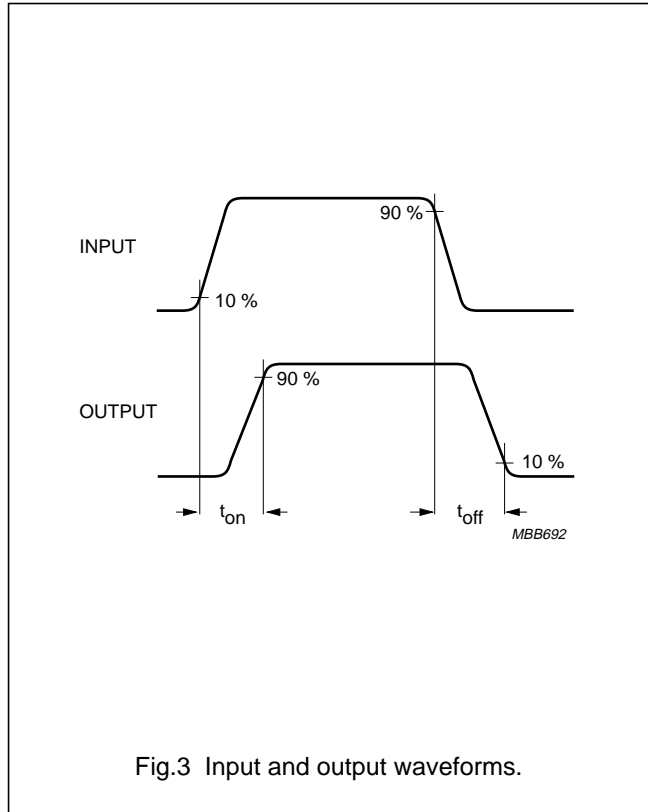 90 %
INPUT
10 %
90 %
OUTPUT
10 %
ton
toff
MBB692
Fig.3 Input and output waveforms.